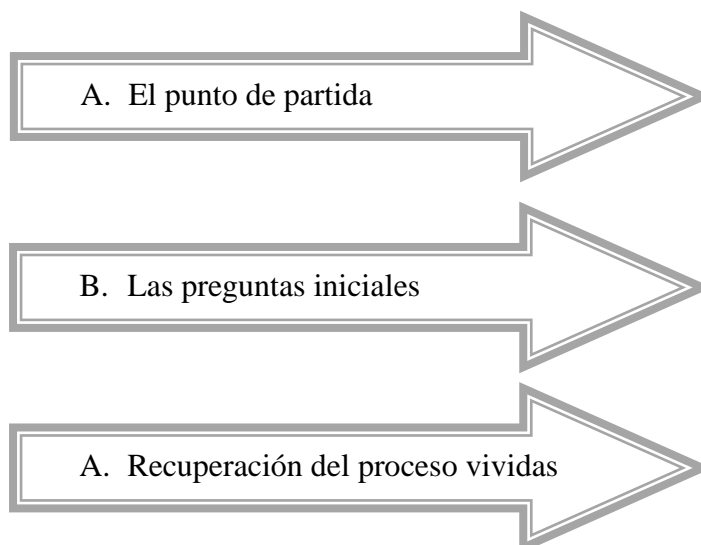 A. El punto de partida
B. Las preguntas iniciales
A. Recuperación del proceso vividas